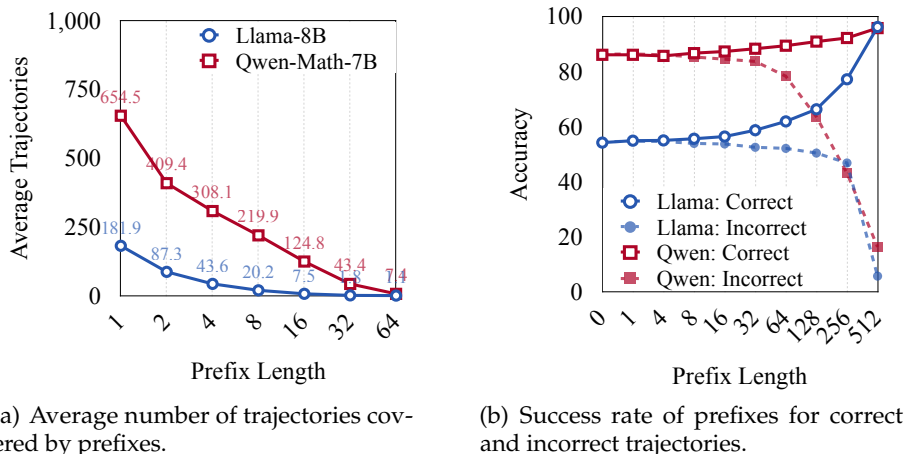 1,000
750
500
250
0
Average Trajectories
Llama-8B
Qwen-Math-7B
654.5
409.4
308.1
219.9
124.8
43.4
7.4
181.9
87.3
43.6
20.2
7.5
1 2 4 8 16 32 64
Prefix Length
a) Average number of trajectories cov-
ered by prefixes.
100
80
60
40
20
0
Accuracy
Llama: Correct
Llama: Incorrect
Qwen: Correct
Qwen: Incorrect
0 1 4 8 16 32 64 128 256 512
Prefix Length
(b) Success rate of prefixes for correct
and incorrect trajectories.